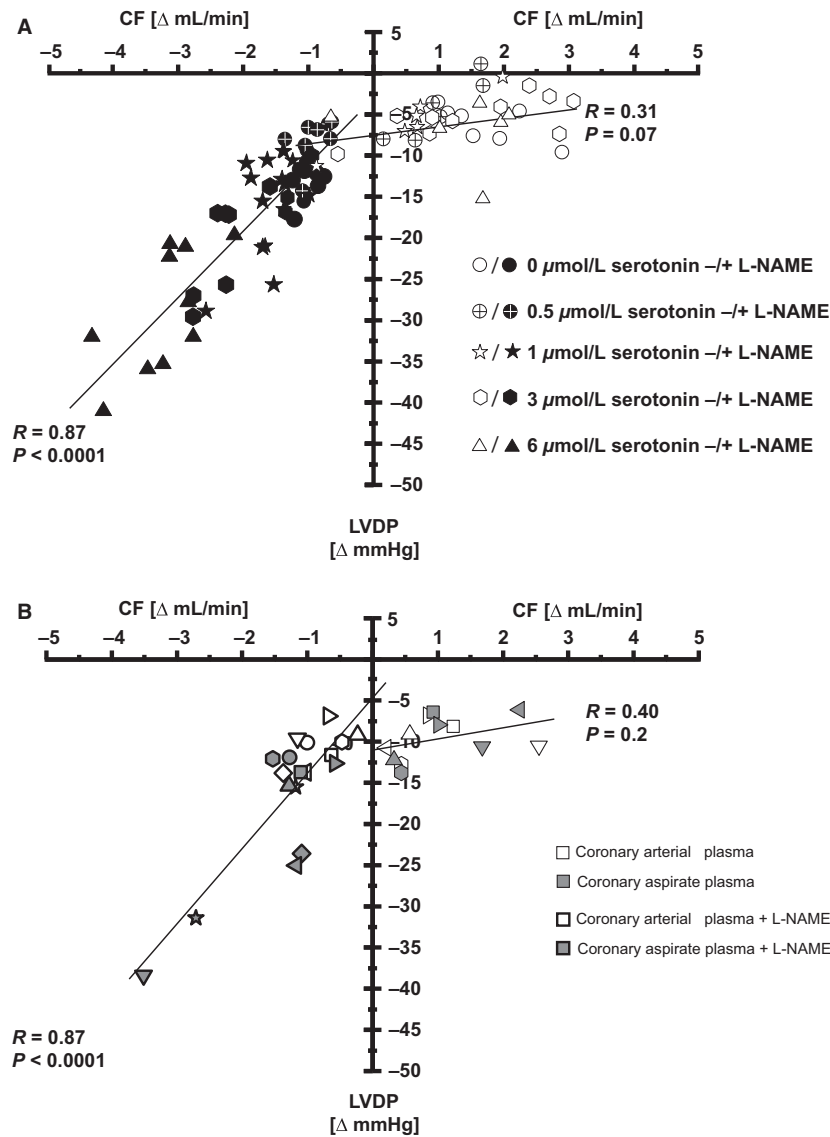 A
CF [Δ mL/min] CF [Δ mL/min]
5
–5 –4 –3 –2 –1 1 2 3 4 5
–5
–10
–15
–20
–25
–30
–35
–40
–45
–50
R = 0.31
P = 0.07
/ 0 µmol/L serotonin –/+ L-NAME
/ 0.5 µmol/L serotonin –/+ L-NAME
/ 1 µmol/L serotonin –/+ L-NAME
/ 3 µmol/L serotonin –/+ L-NAME
/ 6 µmol/L serotonin –/+ L-NAME
R = 0.87
P < 0.0001
LVDP
[Δ mmHg]
B
CF [Δ mL/min] CF [Δ mL/min]
5
–5 –4 –3 –2 –1 1 2 3 4 5
–5
–10
–15
–20
–25
–30
–35
–40
–45
–50
R = 0.40
P = 0.2
Coronary arterial plasma
Coronary aspirate plasma
Coronary arterial plasma + L-NAME
Coronary aspirate plasma + L-NAME
R = 0.87
P < 0.0001
LVDP
[Δ mmHg]